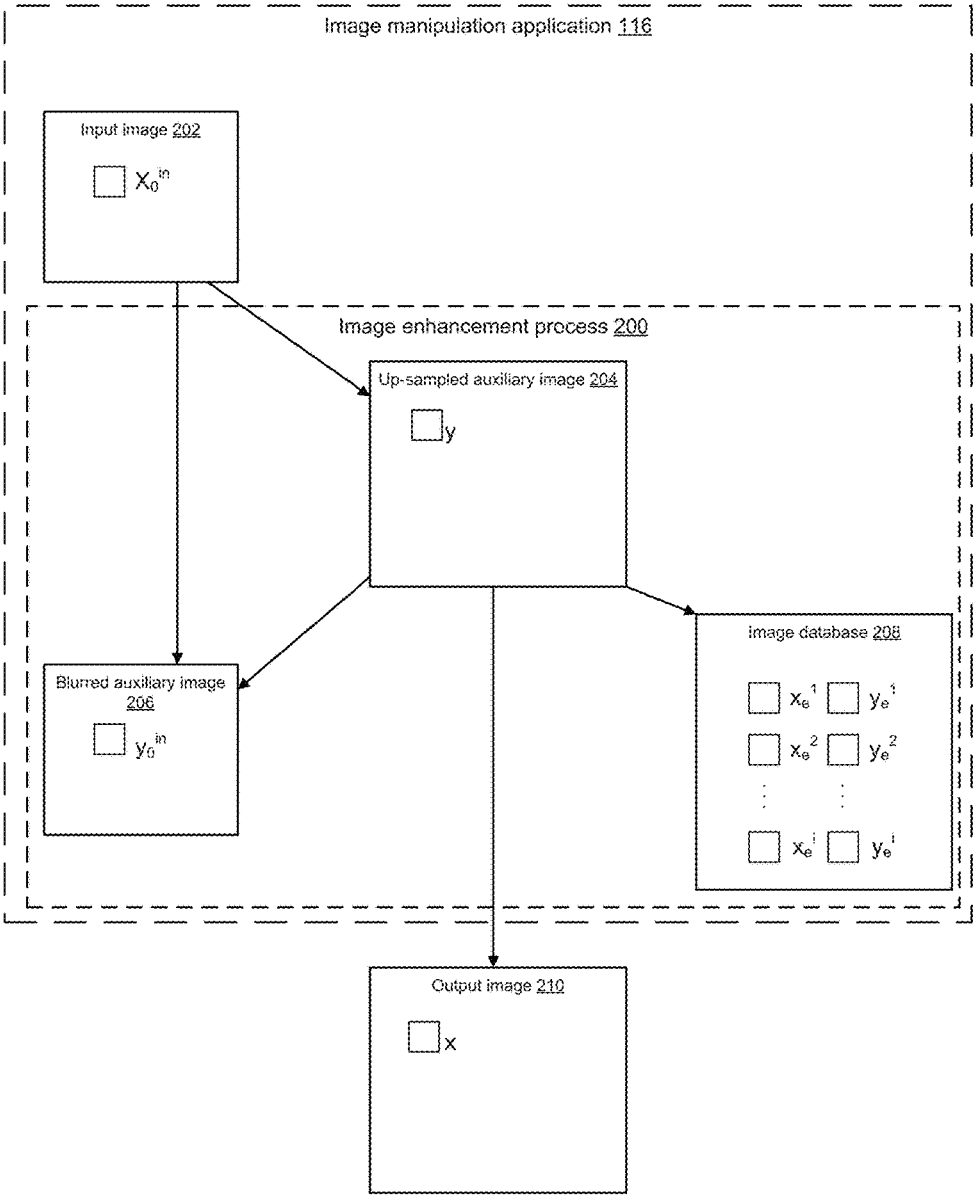 Image manipulation application 116
Input image 202
X₀ⁱⁿ
Image enhancement process 200
Up-sampled auxiliary image 204
y
Blurred auxiliary image
206
y₀ⁱⁿ
Image database 208
xₑ¹ yₑ¹
xₑ² yₑ²
⋮ ⋮
xₑⁱ yₑⁱ
Output image 210
x